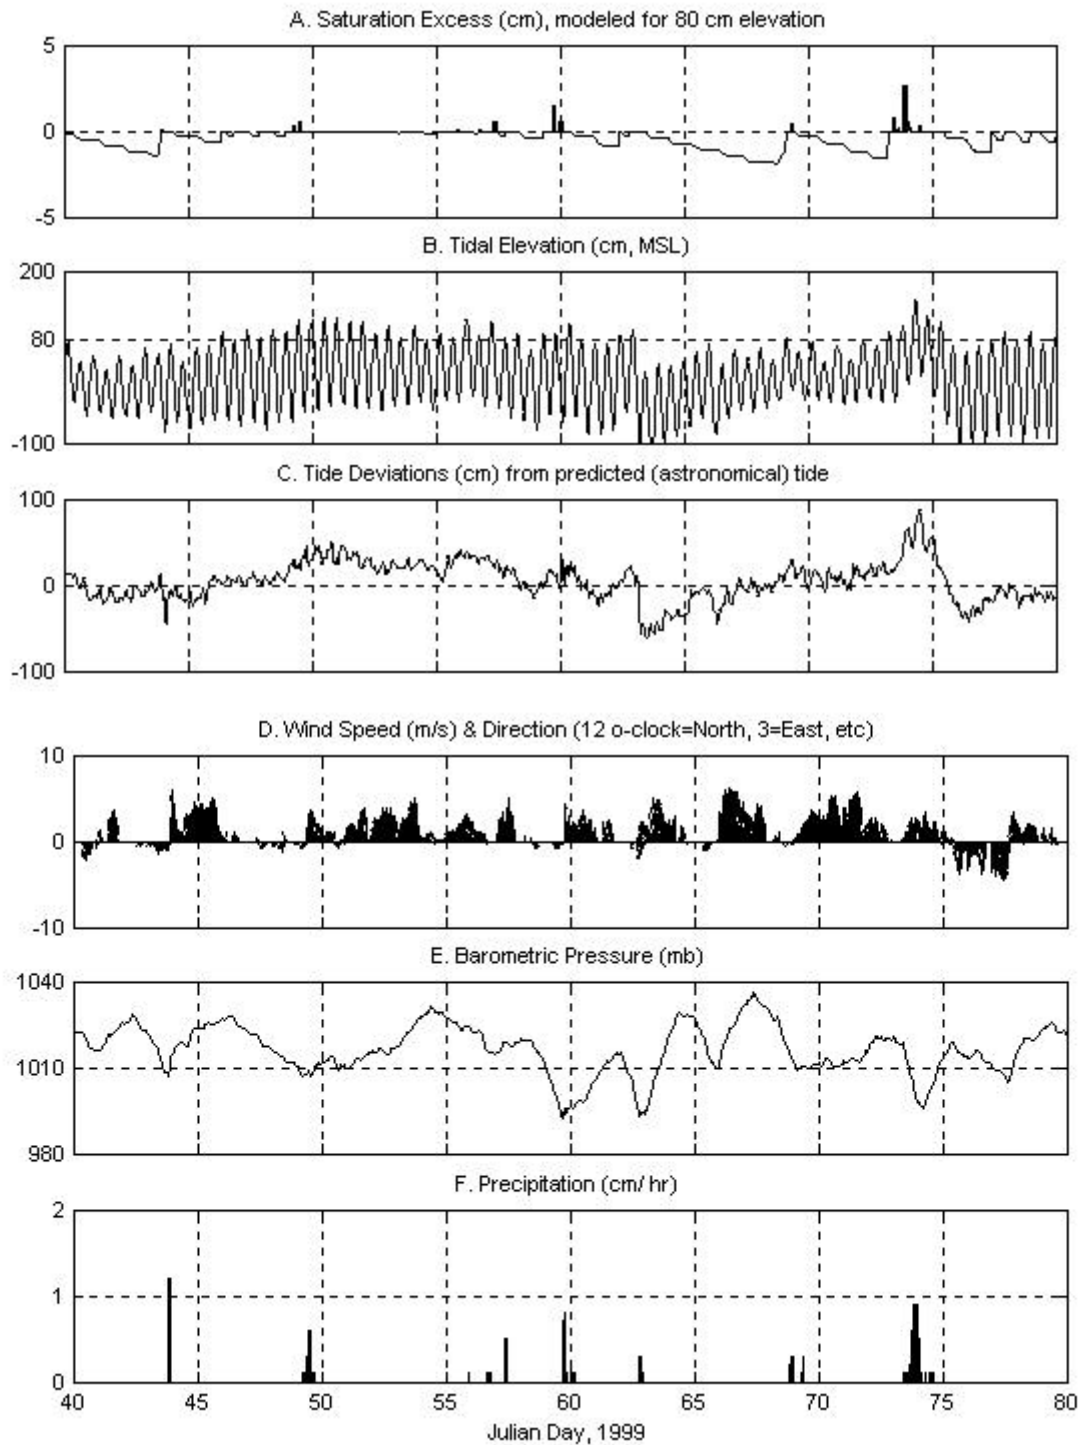 A. Saturation Excess (cm), modeled for 80 cm elevation
5
0
-5
B. Tidal Elevation (cm, MSL)
200
80
-100
C. Tide Deviations (cm) from predicted (astronomical) tide
100
0
-100
D. Wind Speed (m/s) & Direction (12 o-clock=North, 3=East, etc)
10
0
-10
E. Barometric Pressure (mb)
1040
1010
980
F. Precipitation (cm/ hr)
2
1
0
40 45 50 55 60 65 70 75 80
Julian Day, 1999